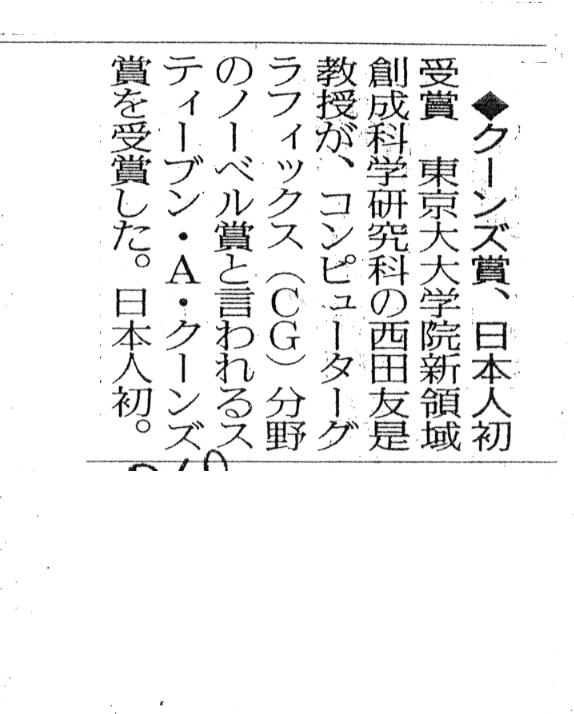 ◆クーンズ賞、日本人初
受賞　東京大大学院新領域
創成科学研究科の西田友是
教授が、コンピューターグ
ラフィックス（ＣＧ）分野
のノーベル賞と言われるス
ティーブン・Ａ・クーンズ
賞を受賞した。日本人初。